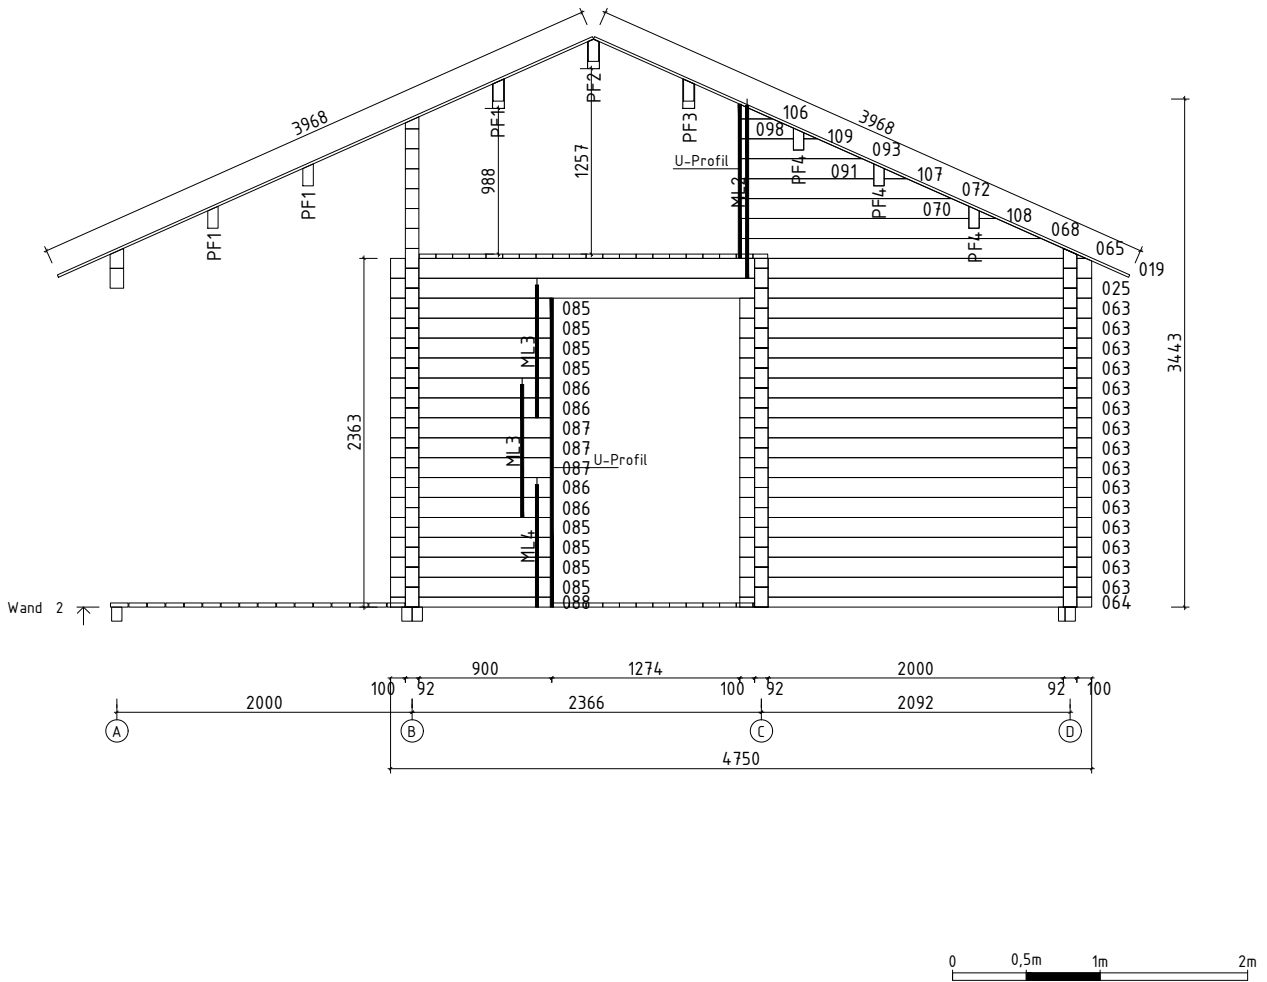 3968
3968
PF1
PF2
PF3
PF1
PF1
PF4
PF4
PF4
988
1257
U-Profil
ML2
106
098
109
093
091
107
072
070
108
068
065
019
025
085 063
085 063
085 063
085 063
086 063
086 063
087 063
087 063
087 063
086 063
086 063
085 063
085 063
085 063
085 063
088 064
ML3
ML3
ML4
U-Profil
2363
3443
Wand 2
900 1274 2000
100 92 100 92 92 100
2000 2366 2092
A B C D
4750
0 0,5m 1m 2m